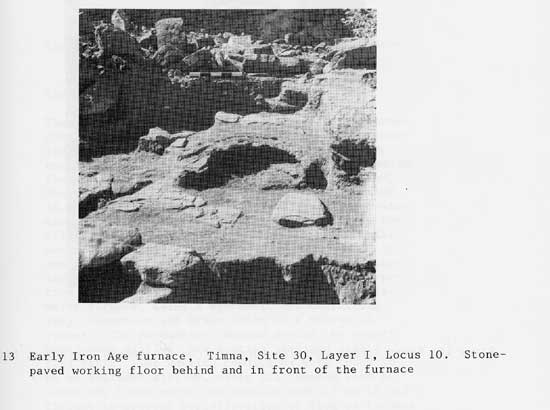 13 Early Iron Age furnace, Timna, Site 30, Layer I, Locus 10. Stone-
paved working floor behind and in front of the furnace